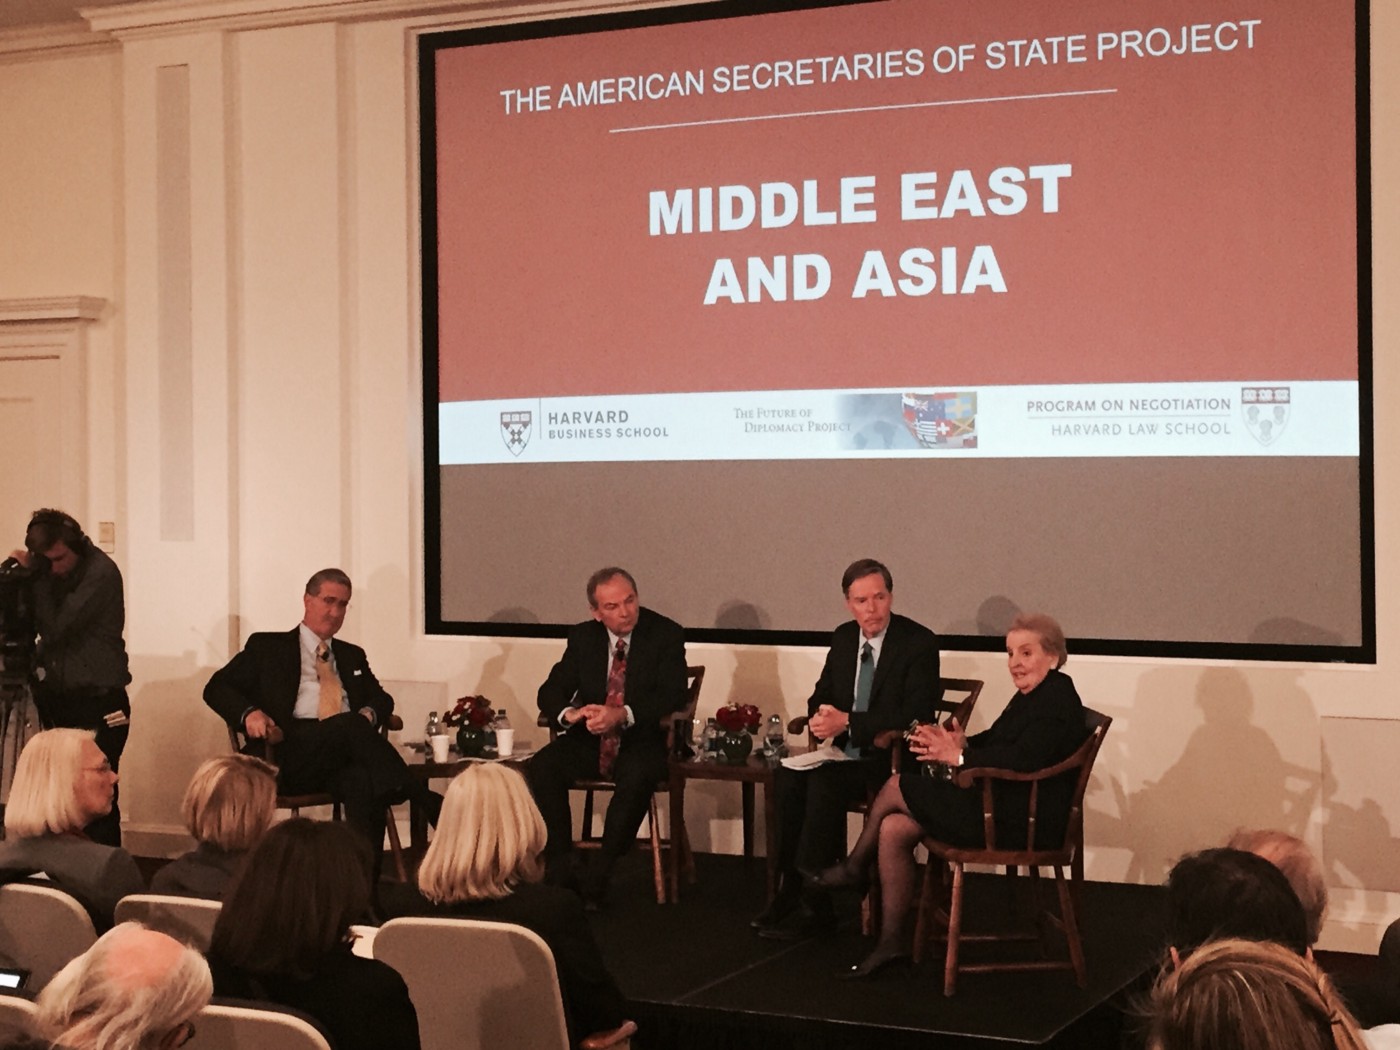 THE AMERICAN SECRETARIES OF STATE PROJECT
MIDDLE EAST
AND ASIA
HARVARD
BUSINESS SCHOOL
THE FUTURE OF
DIPLOMACY PROJECT
PROGRAM ON NEGOTIATION
HARVARD LAW SCHOOL